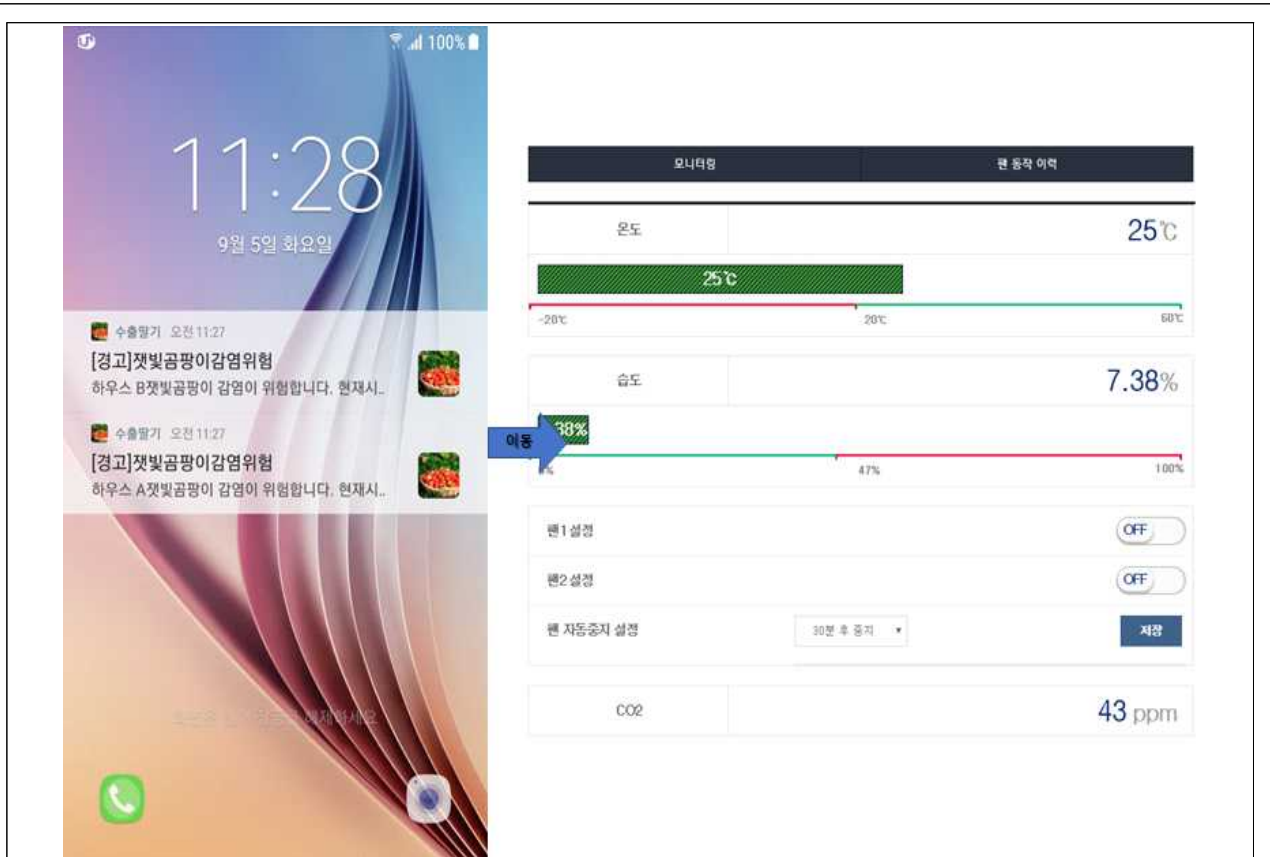 100%
11:28
9월 5일 화요일
수출딸기 오전 11:27
[경고]잿빛곰팡이감염위험
하우스 B잿빛곰팡이 감염이 위험합니다. 현재시..
수출딸기 오전 11:27
[경고]잿빛곰팡이감염위험
하우스 A잿빛곰팡이 감염이 위험합니다. 현재시..
해제하세요
이동
모니터링 팬 동작 이력
온도 25℃
25℃
-20℃ 20℃ 60℃
습도 7.38%
38%
47% 100%
팬1 설정 OFF
팬2 설정 OFF
팬 자동중지 설정 30분 후 중지 저장
CO2 43 ppm